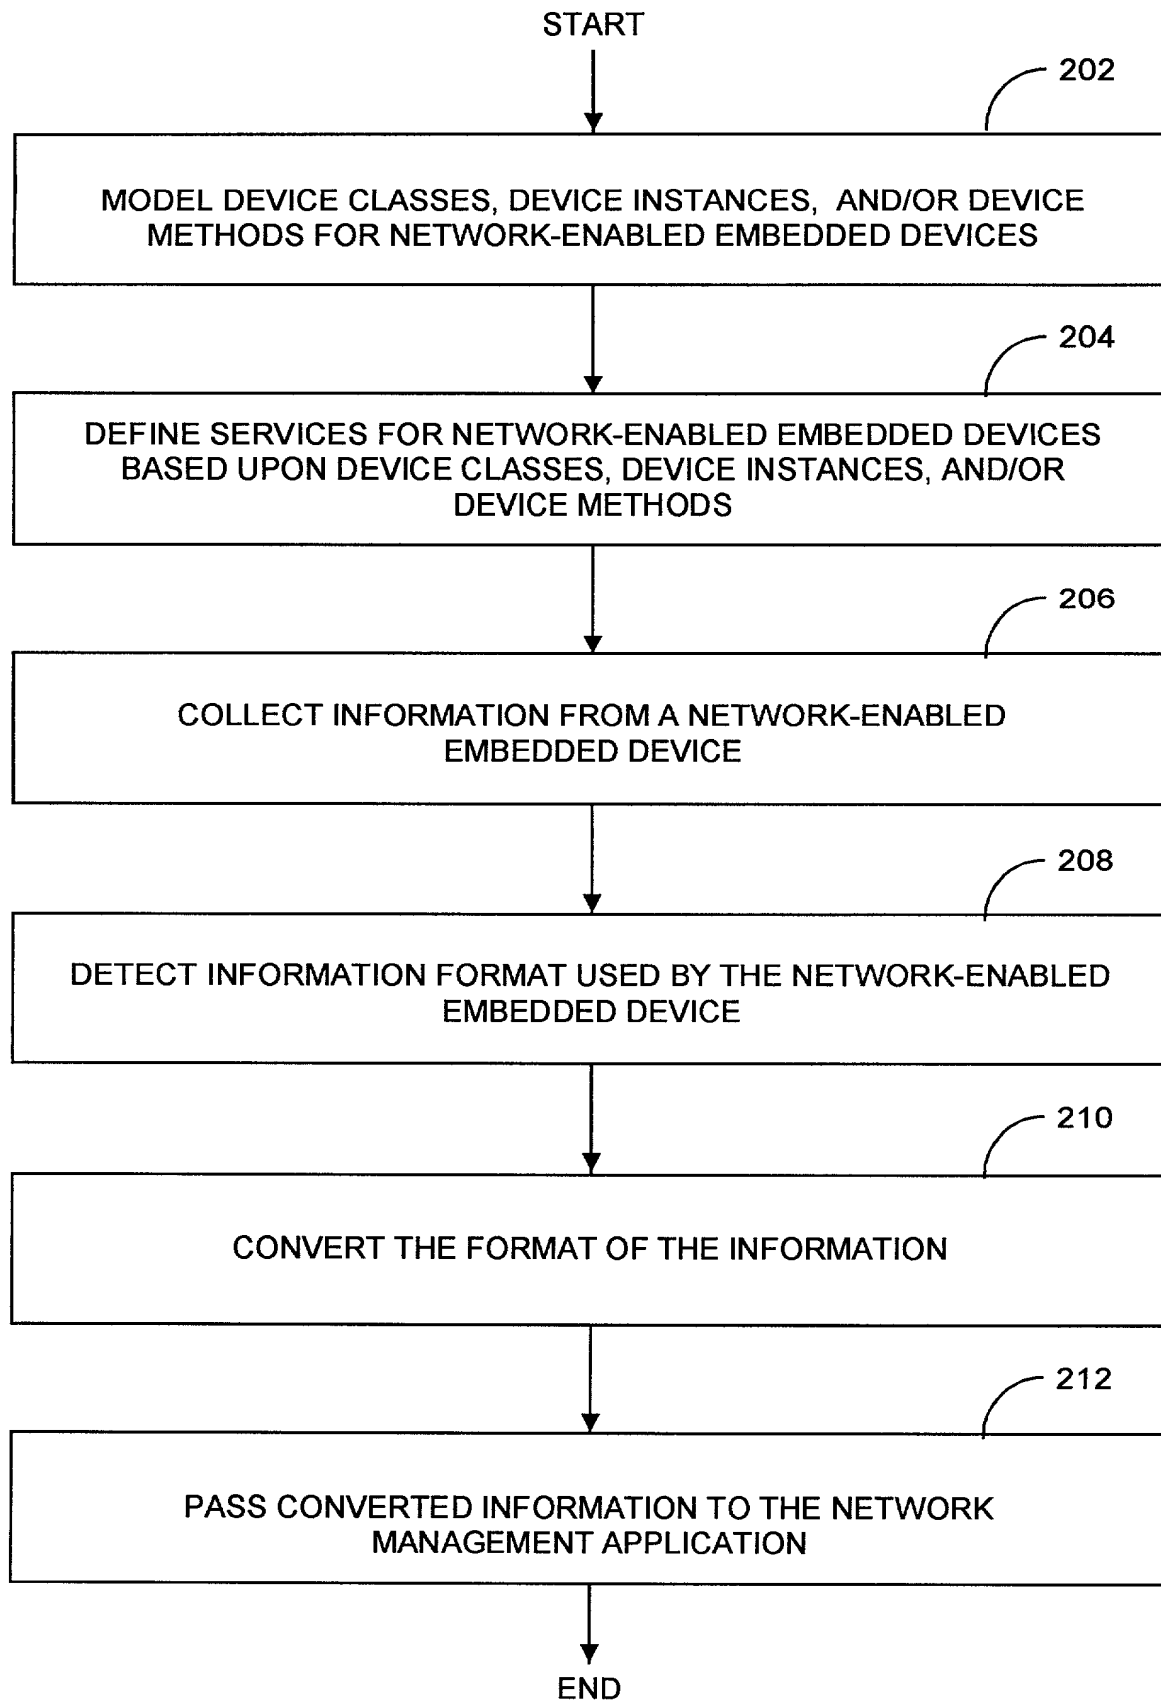 START
202
MODEL DEVICE CLASSES, DEVICE INSTANCES, AND/OR DEVICE
METHODS FOR NETWORK-ENABLED EMBEDDED DEVICES
204
DEFINE SERVICES FOR NETWORK-ENABLED EMBEDDED DEVICES
BASED UPON DEVICE CLASSES, DEVICE INSTANCES, AND/OR
DEVICE METHODS
206
COLLECT INFORMATION FROM A NETWORK-ENABLED
EMBEDDED DEVICE
208
DETECT INFORMATION FORMAT USED BY THE NETWORK-ENABLED
EMBEDDED DEVICE
210
CONVERT THE FORMAT OF THE INFORMATION
212
PASS CONVERTED INFORMATION TO THE NETWORK
MANAGEMENT APPLICATION
END